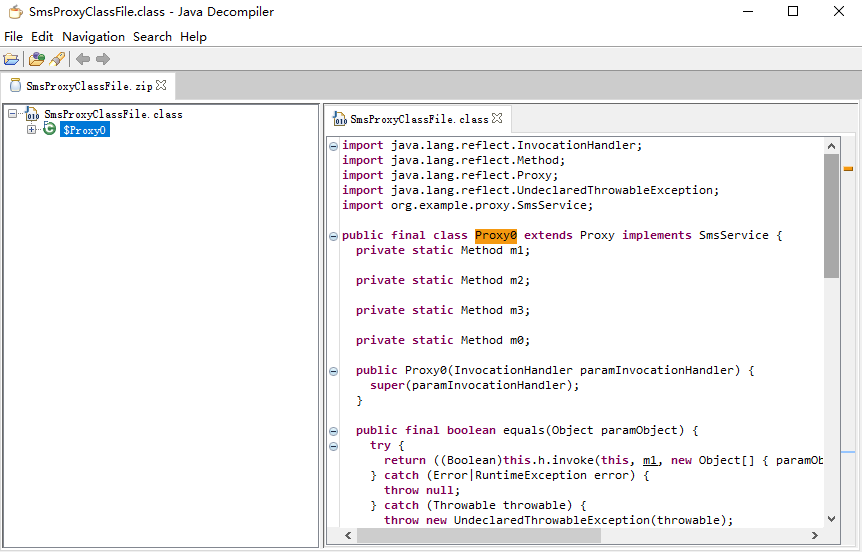 SmsProxyClassFile.class - Java Decompiler
File Edit Navigation Search Help
SmsProxyClassFile.zip
SmsProxyClassFile.class
$Proxy0
SmsProxyClassFile.class
import java.lang.reflect.InvocationHandler;
import java.lang.reflect.Method;
import java.lang.reflect.Proxy;
import java.lang.reflect.UndeclaredThrowableException;
import org.example.proxy.SmsService;
public final class Proxy0 extends Proxy implements SmsService {
private static Method m1;
private static Method m2;
private static Method m3;
private static Method m0;
public Proxy0(InvocationHandler paramInvocationHandler) {
super(paramInvocationHandler);
}
public final boolean equals(Object paramObject) {
try {
return ((Boolean)this.h.invoke(this, m1, new Object[] { paramOb
} catch (Error|RuntimeException error) {
throw null;
} catch (Throwable throwable) {
throw new UndeclaredThrowableException(throwable);